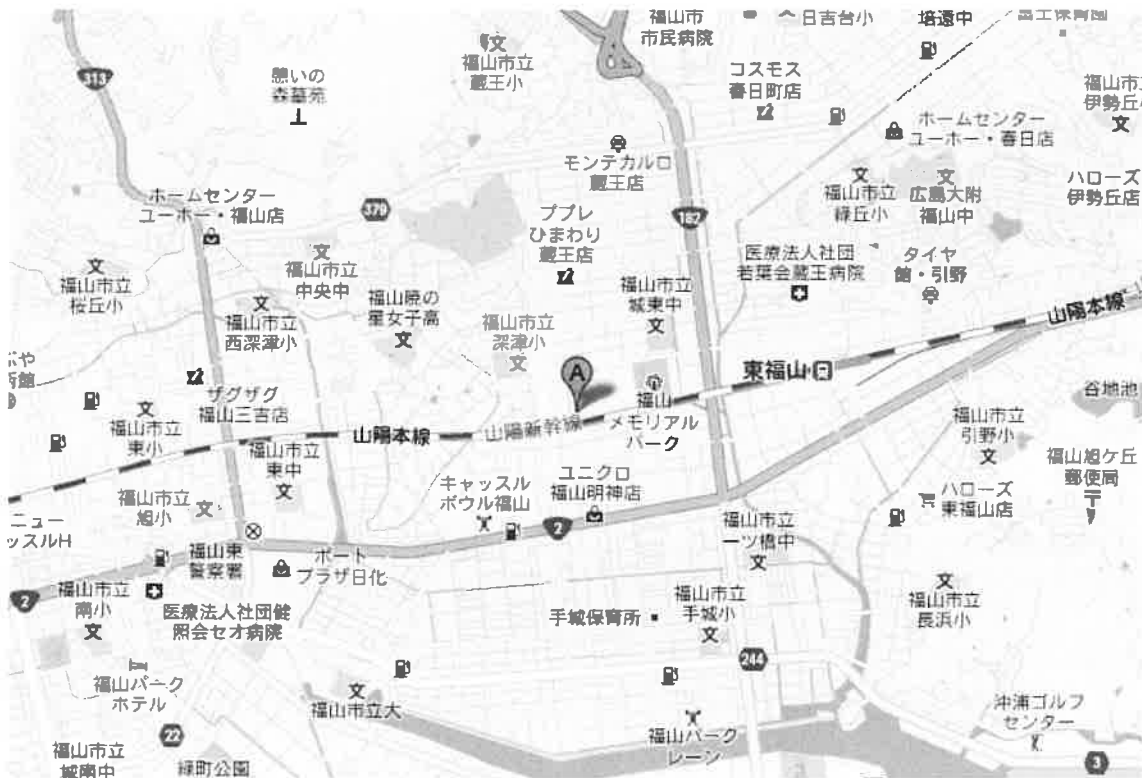 福山市
市民病院
日吉台小
培遠中
富士保育園
313
憩いの
森墓苑
福山市立
蔵王小
コスモス
春日町店
福山市立
伊勢丘小
ホームセンター
ユーホー・春日店
モンテカルロ
蔵王店
ホームセンター
ユーホー・福山店
379
ププレ
ひまわり
蔵王店
182
福山市立
緑丘小
広島大附
福山中
ハローズ
伊勢丘店
福山市立
桜丘小
福山市立
中央中
医療法人社団
若葉会蔵王病院
タイヤ
館・引野
福山市立
西深津小
福山暁の
星女子高
福山市立
深津小
福山市立
城東中
山陽本線
ザグザグ
福山三吉店
A
東福山
福山
メモリアル
パーク
谷地池
福山市立
東小
福山市立
東中
山陽本線
山陽新幹線
福山市立
引野小
福山旭ケ丘
郵便局
福山市立
旭小
キャッスル
ボウル福山
ユニクロ
福山明神店
ハローズ
東福山店
ニュー
ッスルH
2
福山東
警察署
ポート
プラザ日化
福山市立
一ツ橋中
2
福山市立
南小
医療法人社団健
照会セオ病院
手城保育所
福山市立
手城小
福山市立
長浜小
244
福山パーク
ホテル
福山市立大
沖浦ゴルフ
センター
22
福山パーク
レーン
福山市立
城南中
緑町公園
3